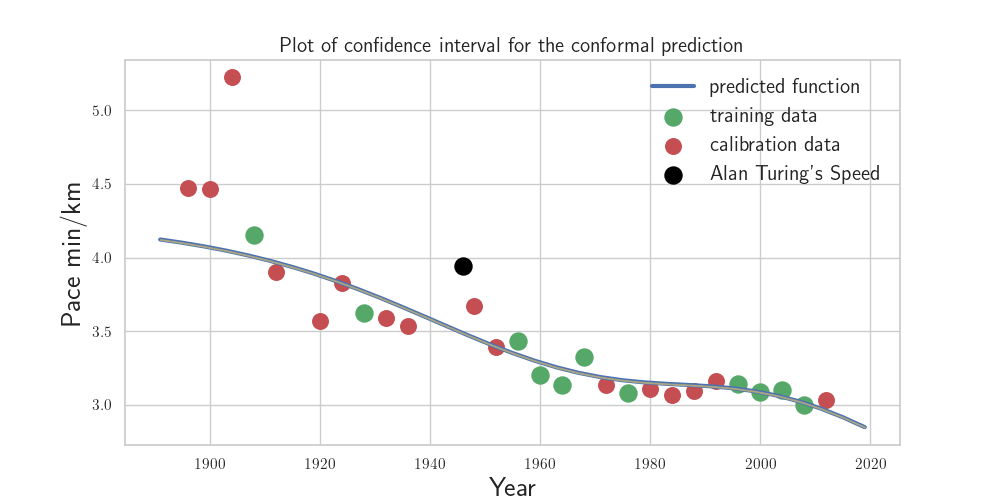 Plot of confidence interval for the conformal prediction
predicted function
training data
calibration data
Alan Turing's Speed
Pace min/km
5.0
4.5
4.0
3.5
3.0
1900 1920 1940 1960 1980 2000 2020
Year